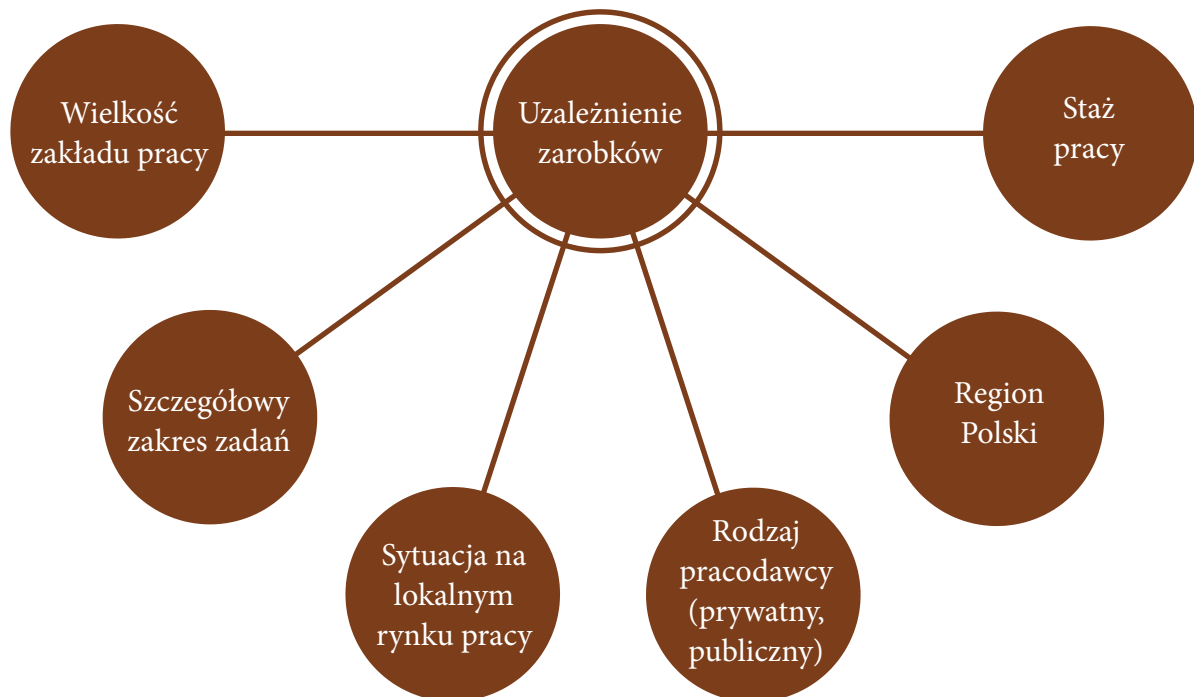 Wielkość
zakładu pracy
Uzależnienie
zarobków
Staż
pracy
Szczegółowy
zakres zadań
Region
Polski
Sytuacja na
lokalnym
rynku pracy
Rodzaj
pracodawcy
(prywatny,
publiczny)